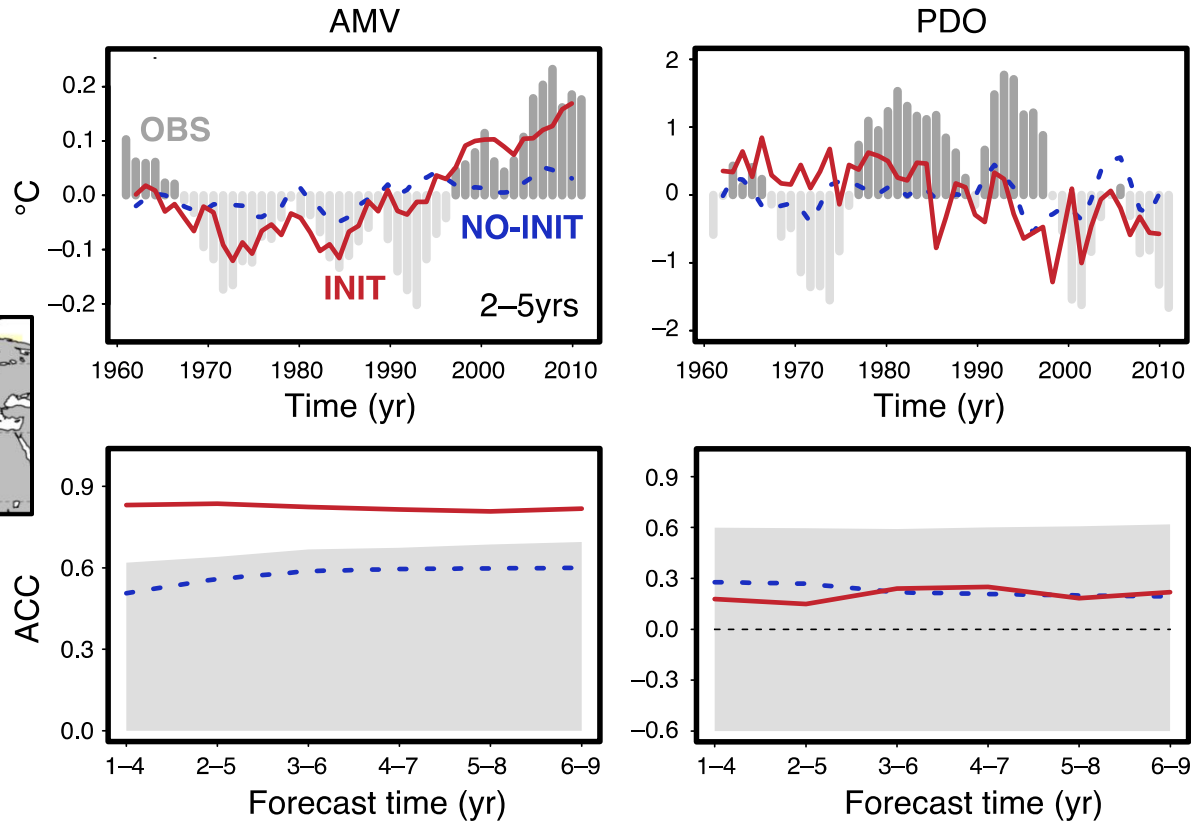 AMV
PDO
°C
0.2
0.1
0.0
−0.1
−0.2
OBS
NO-INIT
INIT
2–5yrs
1960 1970 1980 1990 2000 2010
Time (yr)
2
1
0
−1
−2
1960 1970 1980 1990 2000 2010
Time (yr)
ACC
0.9
0.6
0.3
0.0
1–4 2–5 3–6 4–7 5–8 6–9
Forecast time (yr)
0.9
0.6
0.3
0.0
−0.3
−0.6
1–4 2–5 3–6 4–7 5–8 6–9
Forecast time (yr)